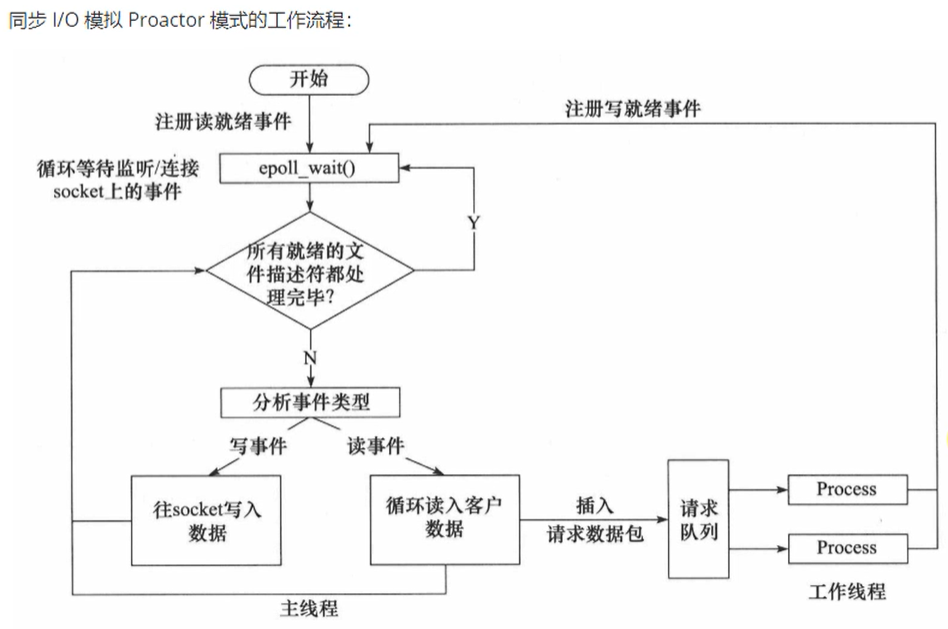 同步 I/O 模拟 Proactor 模式的工作流程：
开始
注册读就绪事件
注册写就绪事件
循环等待监听/连接
socket上的事件
epoll_wait()
Y
所有就绪的文
件描述符都处
理完毕？
N
分析事件类型
写事件
读事件
往socket写入
数据
循环读入客户
数据
插入
请求数据包
请求
队列
Process
Process
工作线程
主线程